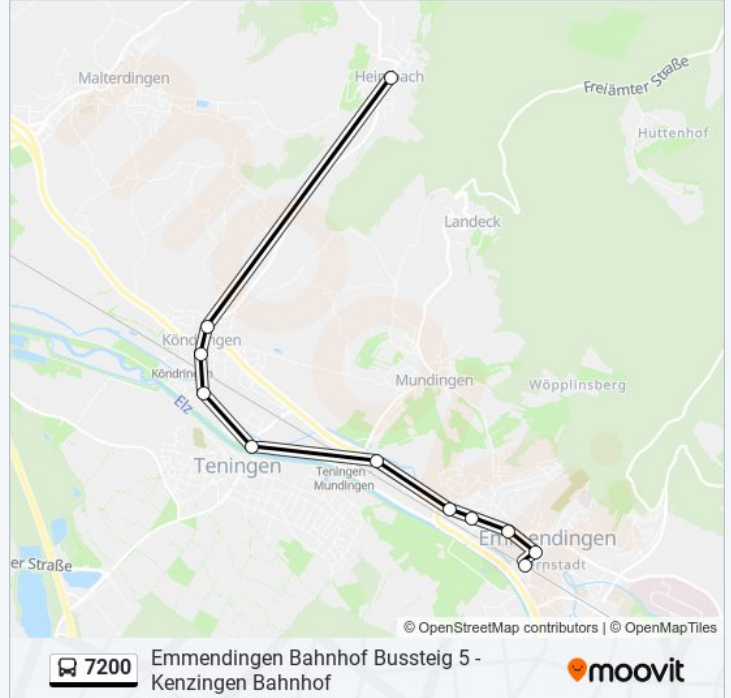 Malterdingen
Heimbach
Freiämter Straße
Huttenhof
Landeck
Köndringen
Köndringen
Mundingen
Wöpplinsberg
Elz
Teningen
Teningen
Mundingen
Emmendingen
er Straße
© OpenStreetMap contributors | © OpenMapTiles
7200
Emmendingen Bahnhof Bussteig 5 -
Kenzingen Bahnhof
moovit